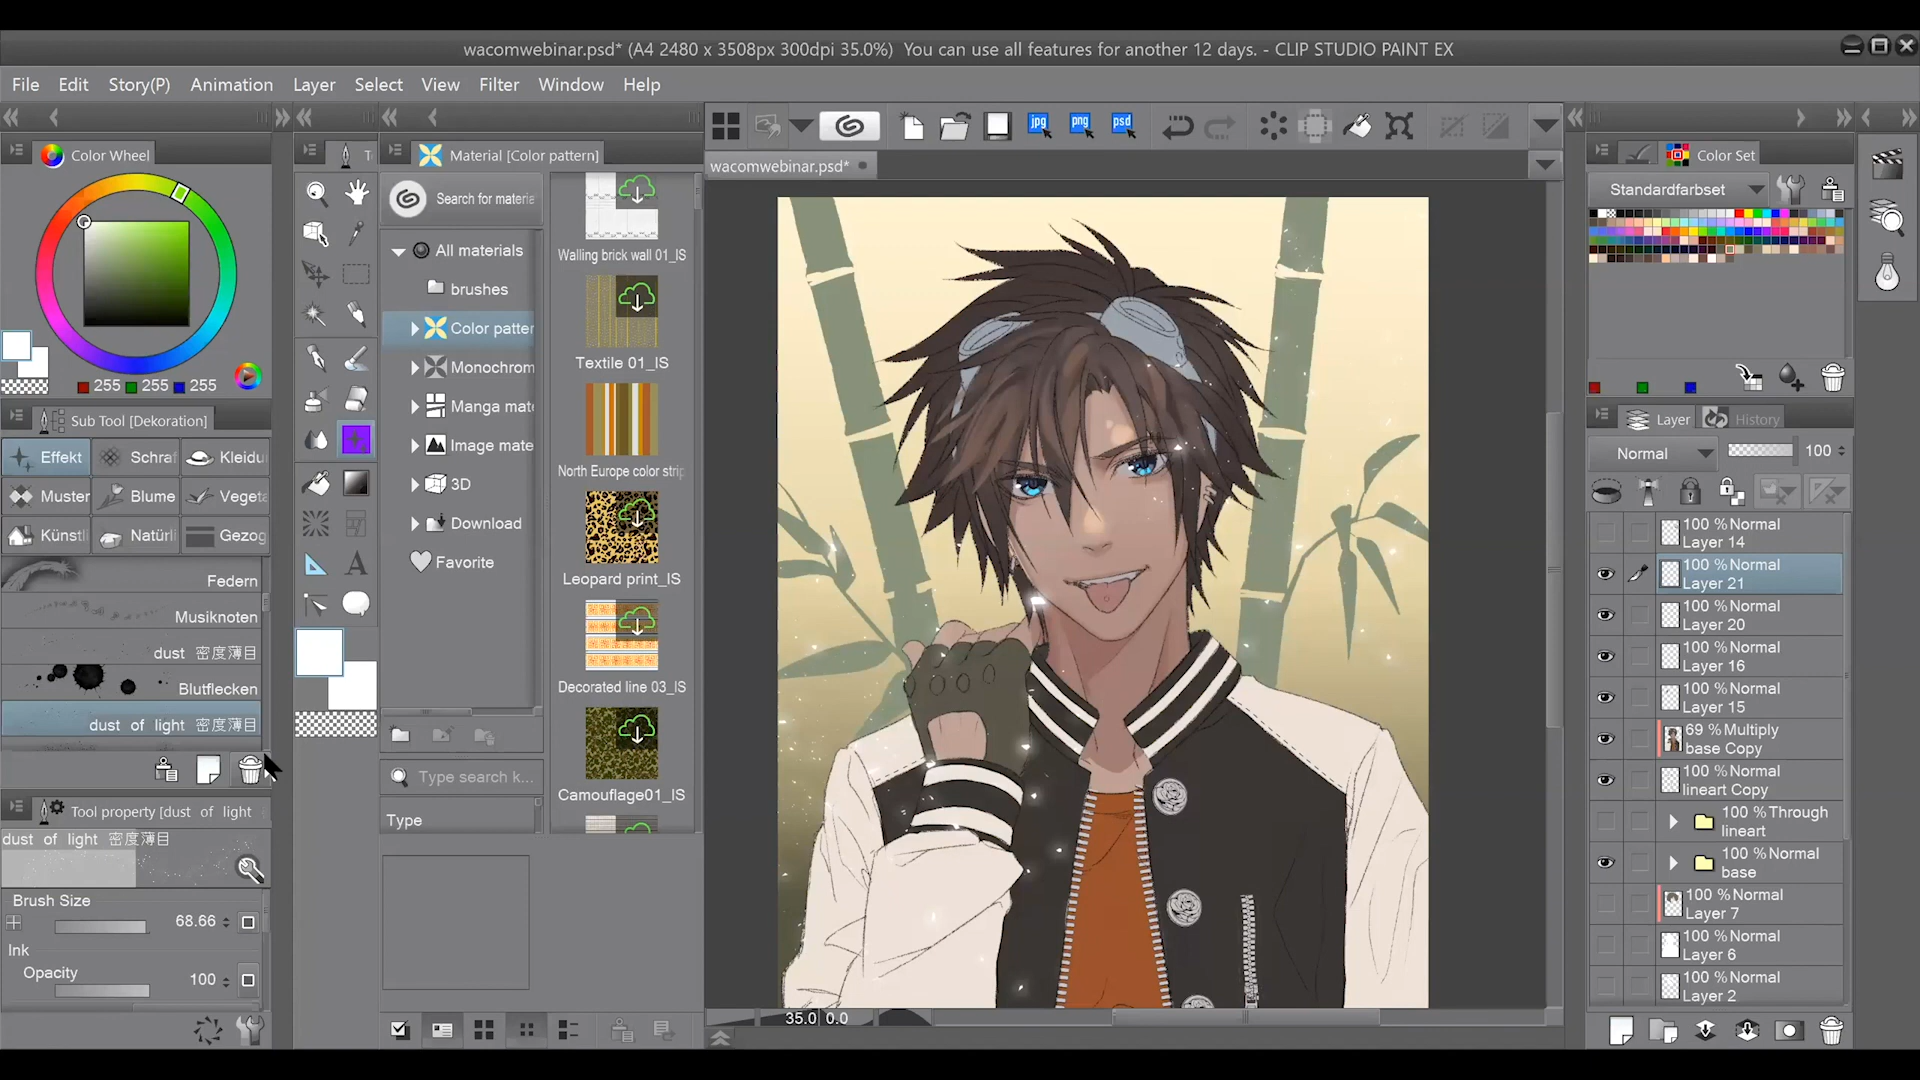 wacomwebinar.psd* (A4 2480 x 3508px 300dpi 35.0%)  You can use all features for another 12 days. - CLIP STUDIO PAINT EX
File Edit Story(P) Animation Layer Select View Filter Window Help
Color Wheel
T
Material [Color pattern]
jpg
png
psd
Color Set
wacomwebinar.psd*
Standardfarbset
Search for materia
All materials
brushes
Color patter
Monochrom
Manga mate
Image mate
3D
Download
Favorite
Type search k...
Type
Walling brick wall 01_IS
Textile 01_IS
North Europe color strip
Leopard print_IS
Decorated line 03_IS
Camouflage01_IS
255 255 255
Sub Tool [Dekoration]
Effekt Schraf Kleidu
Muster Blume Vegeta
Künstl Natürli Gezog
Federn
Musiknoten
dust 密度薄目
Blutflecken
dust of light 密度薄目
Tool property [dust of light
dust of light 密度薄目
Brush Size
68.66
Ink
Opacity
100
35.0 0.0
Layer
History
Normal
100
100 %Normal
Layer 14
100 %Normal
Layer 21
100 %Normal
Layer 20
100 %Normal
Layer 16
100 %Normal
Layer 15
69 %Multiply
base Copy
100 %Normal
lineart Copy
100 %Through
lineart
100 %Normal
base
100 %Normal
Layer 7
100 %Normal
Layer 6
100 %Normal
Layer 2